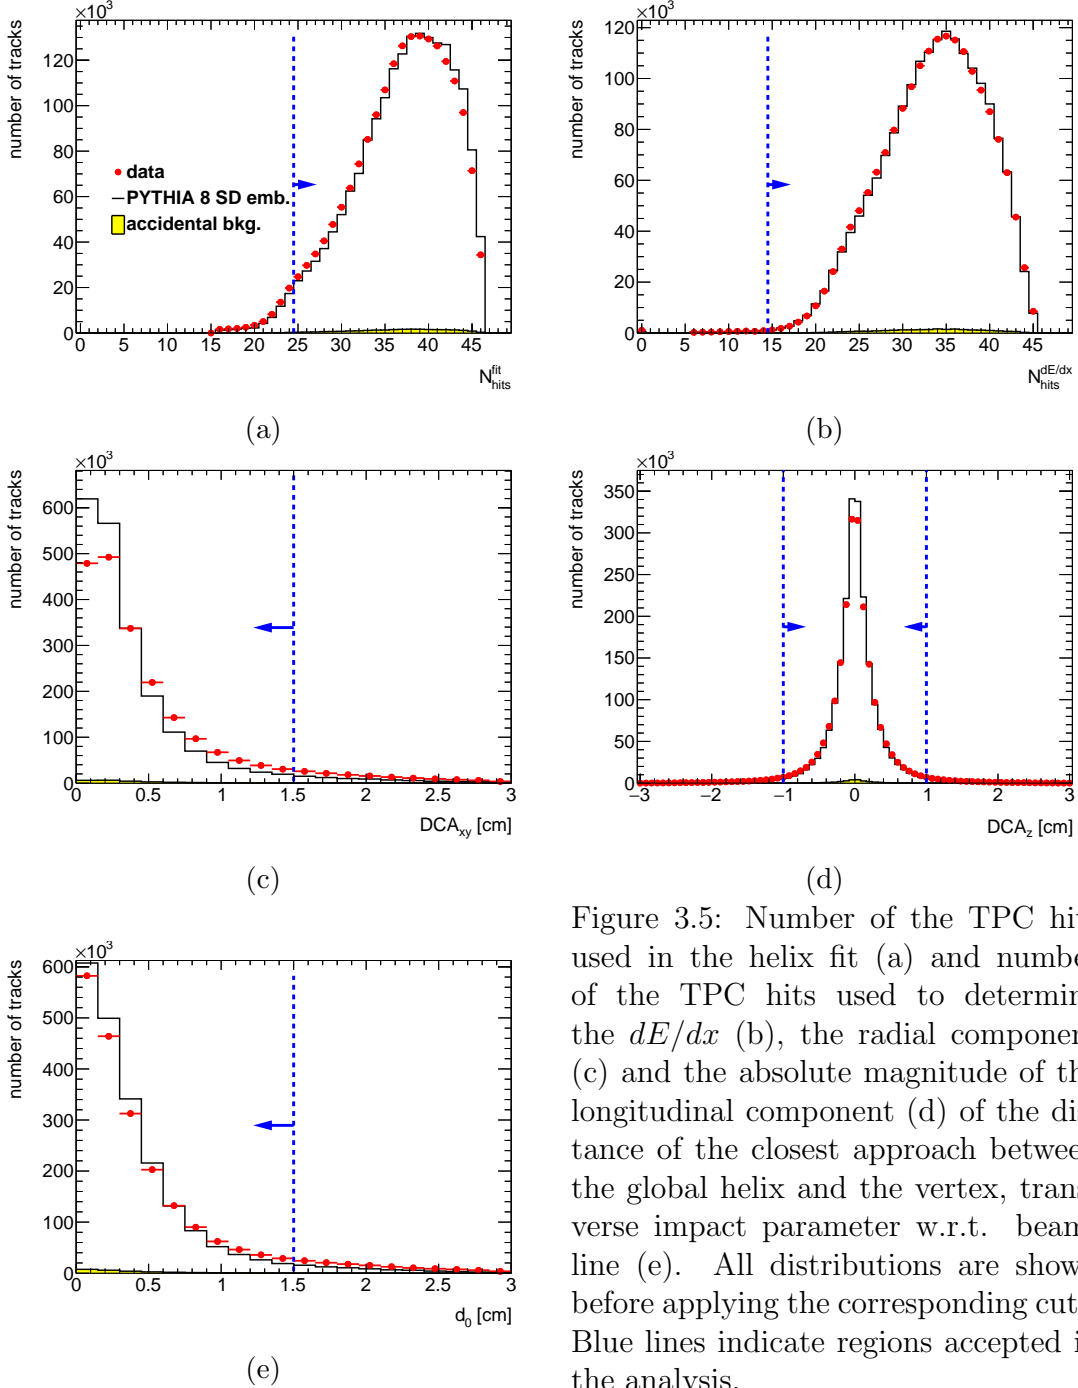 ×10³
number of tracks
120
100
80
60
40
20
0
0 5 10 15 20 25 30 35 40 45
data
PYTHIA 8 SD emb.
accidental bkg.
N^fit_hits
(a)
×10³
number of tracks
120
100
80
60
40
20
0
0 5 10 15 20 25 30 35 40 45
N^dE/dx_hits
(b)
×10³
number of tracks
600
500
400
300
200
100
0
0 0.5 1 1.5 2 2.5 3
DCA_xy [cm]
(c)
×10³
number of tracks
350
300
250
200
150
100
50
0
−3 −2 −1 0 1 2 3
DCA_z [cm]
(d)
×10³
number of tracks
600
500
400
300
200
100
0
0 0.5 1 1.5 2 2.5 3
d_0 [cm]
(e)
Figure 3.5: Number of the TPC hit
used in the helix fit (a) and numbe
of the TPC hits used to determin
the dE/dx (b), the radial componen
(c) and the absolute magnitude of th
longitudinal component (d) of the dis
tance of the closest approach betwee
the global helix and the vertex, trans
verse impact parameter w.r.t. beam
line (e). All distributions are show
before applying the corresponding cut
Blue lines indicate regions accepted i
the analysis.